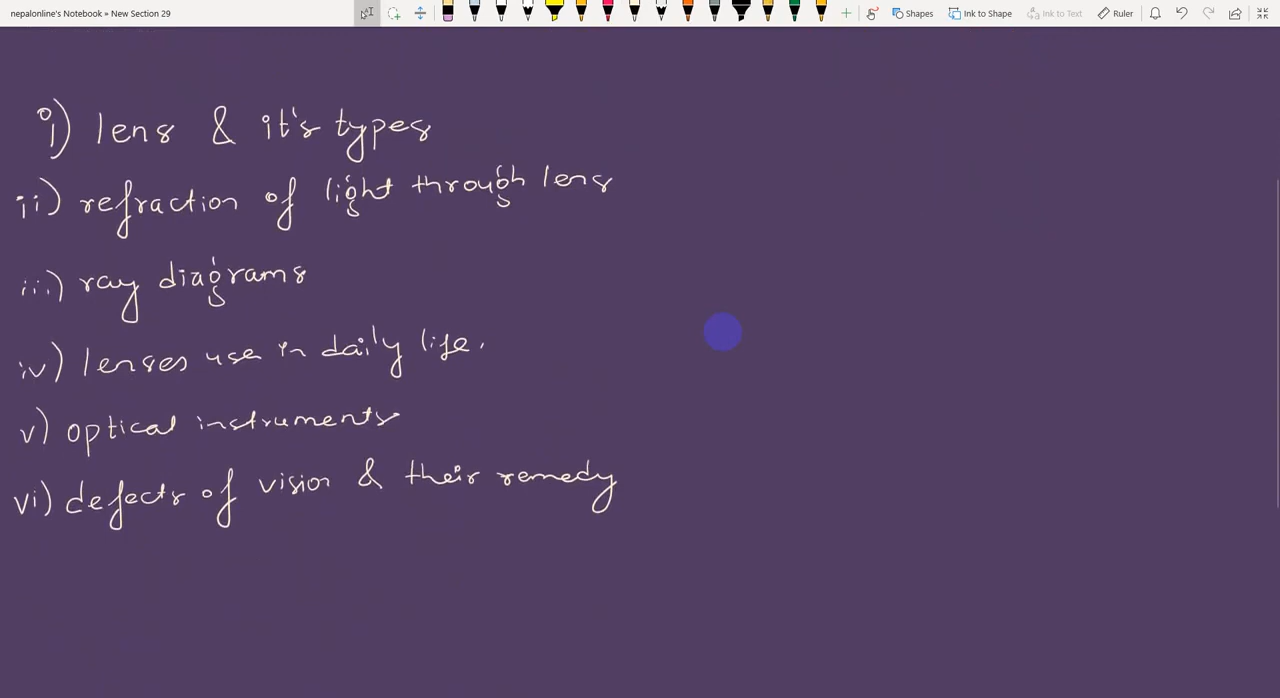 nepalonline's Notebook » New Section 29
Shapes Ink to Shape Ink to Text Ruler
i) lens & it's types
ii) refraction of light through lens
iii) ray diagrams
iv) lenses use in daily life.
v) optical instruments
vi) defects of vision & their remedy